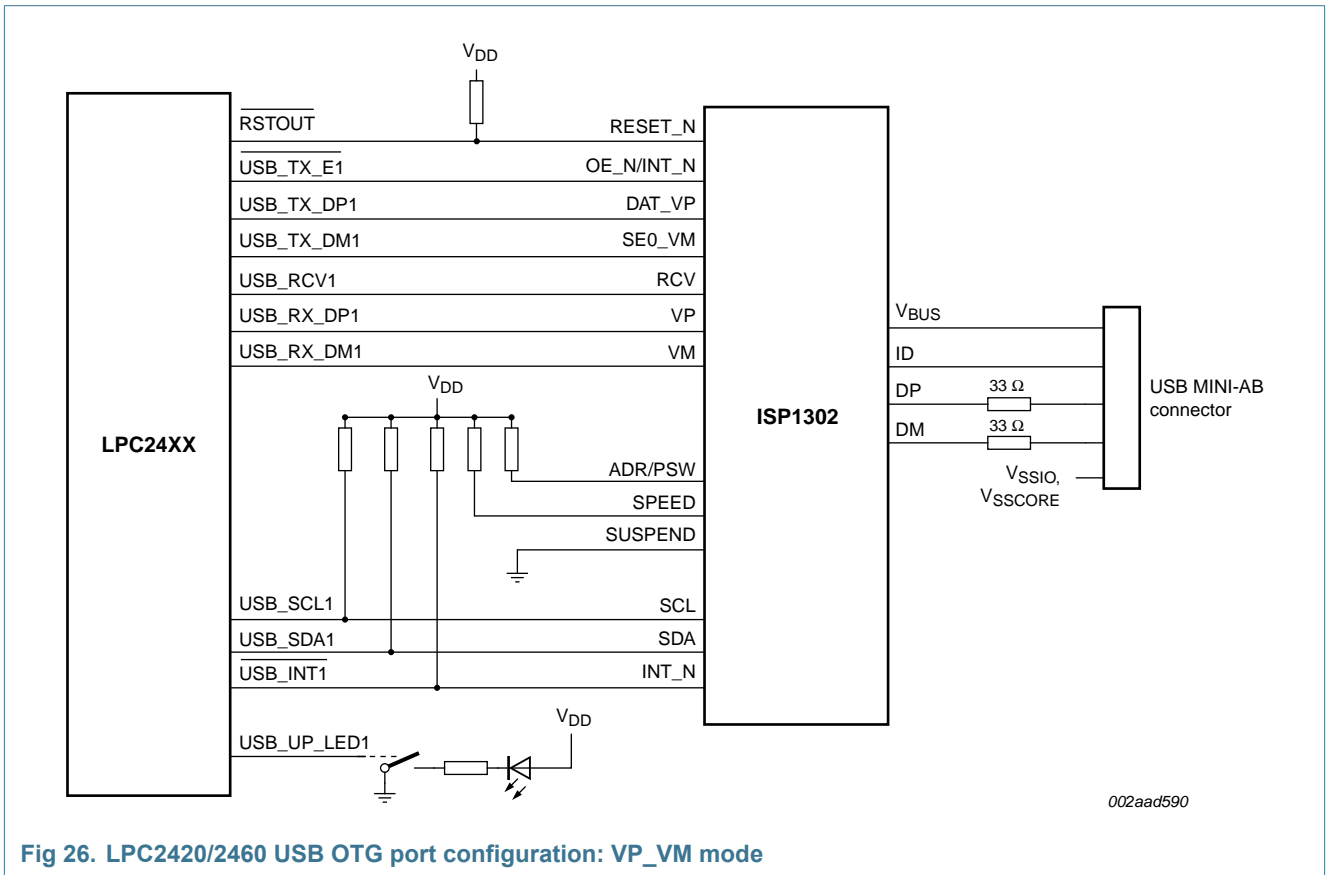 VDD
RSTOUT
RESET_N
USB_TX_E1
OE_N/INT_N
USB_TX_DP1
DAT_VP
USB_TX_DM1
SE0_VM
USB_RCV1
RCV
USB_RX_DP1
VP
USB_RX_DM1
VM
VBUS
ID
DP
33 Ω
DM
33 Ω
USB MINI-AB
connector
VSSIO,
VSSCORE
LPC24XX
ISP1302
VDD
ADR/PSW
SPEED
SUSPEND
USB_SCL1
SCL
USB_SDA1
SDA
USB_INT1
INT_N
VDD
USB_UP_LED1
002aad590
Fig 26. LPC2420/2460 USB OTG port configuration: VP_VM mode